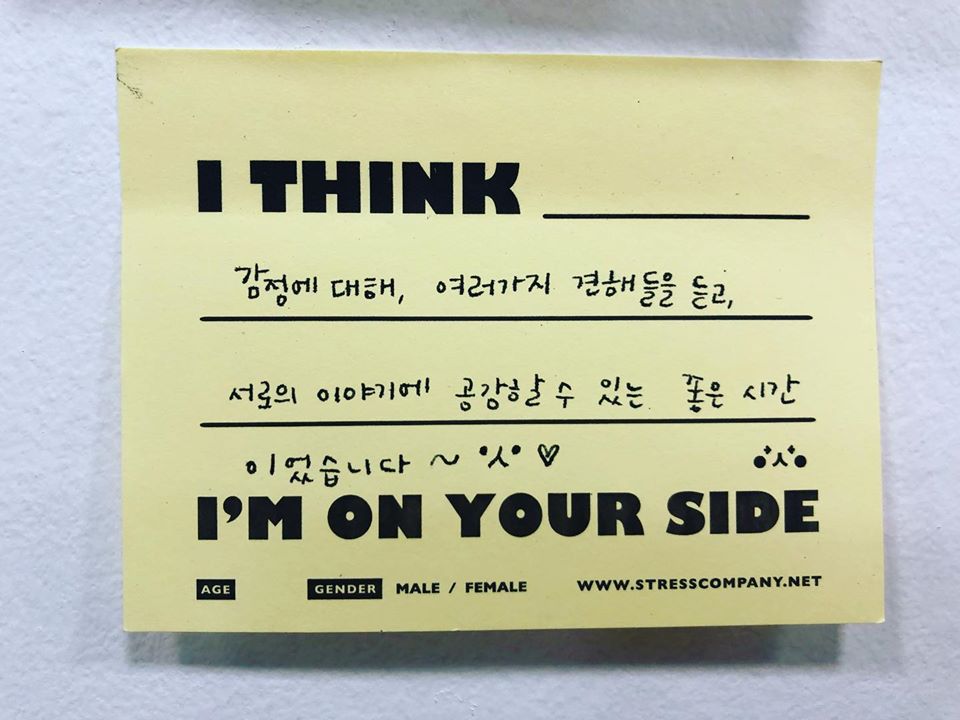 I THINK
감정에 대해, 여러가지 견해들을 듣고,
서로의 이야기에 공감할 수 있는 좋은 시간
이었습니다 ~ •ㅅ• ♡
•ㅅ•
I'M ON YOUR SIDE
AGE GENDER MALE / FEMALE WWW.STRESSCOMPANY.NET